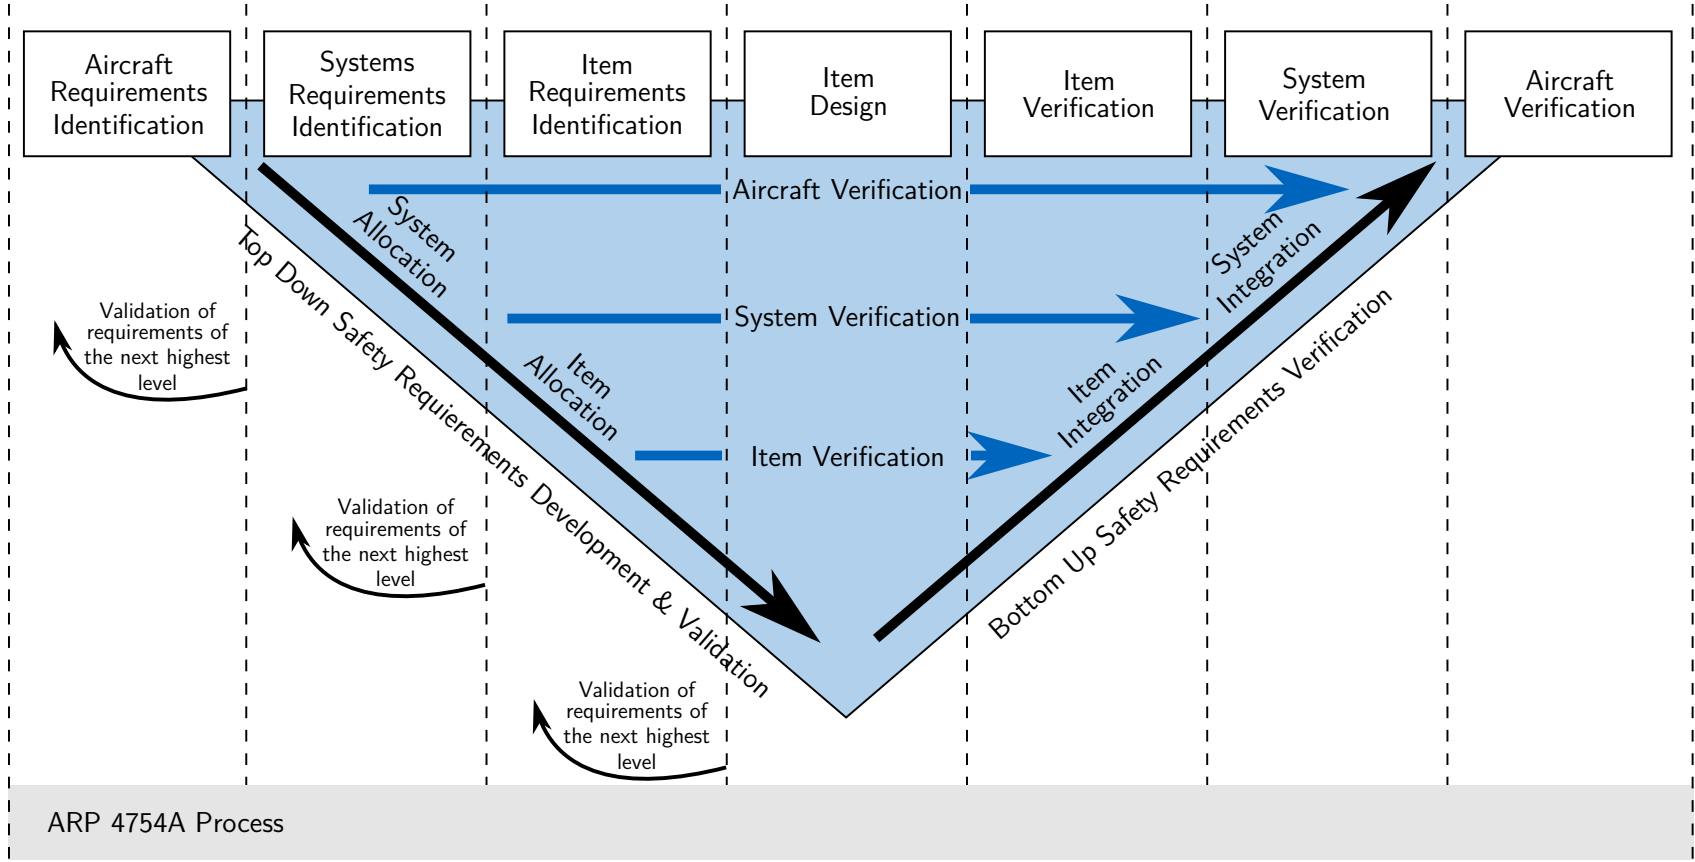 Aircraft
Requirements
Identification
Systems
Requirements
Identification
Item
Requirements
Identification
Item
Design
Item
Verification
System
Verification
Aircraft
Verification
Aircraft Verification
System
Allocation
System
Integration
Top Down Safety Requierements Development & Validation
System Verification
Validation of
requirements of
the next highest
level
Item
Allocation
Item
Integration
Bottom Up Safety Requirements Verification
Item Verification
Validation of
requirements of
the next highest
level
Validation of
requirements of
the next highest
level
ARP 4754A Process